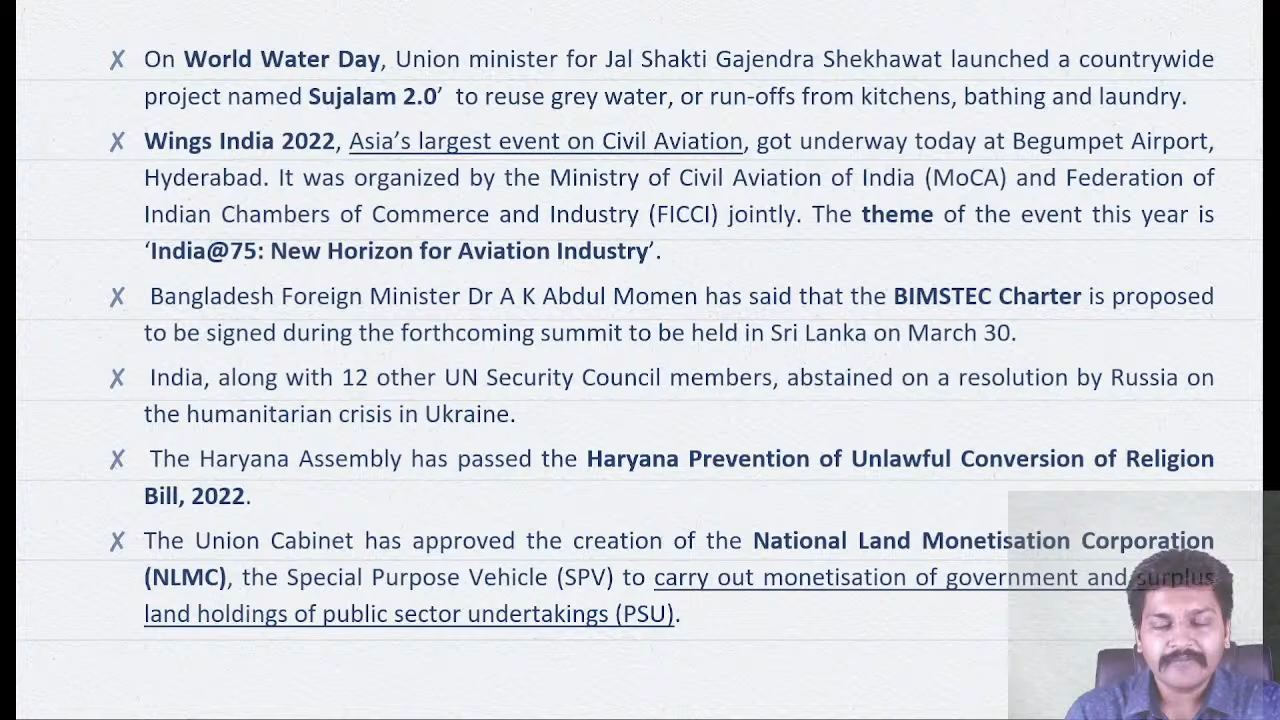 ✗ On World Water Day, Union minister for Jal Shakti Gajendra Shekhawat launched a countrywide
project named Sujalam 2.0’ to reuse grey water, or run-offs from kitchens, bathing and laundry.
✗ Wings India 2022, Asia’s largest event on Civil Aviation, got underway today at Begumpet Airport,
Hyderabad. It was organized by the Ministry of Civil Aviation of India (MoCA) and Federation of
Indian Chambers of Commerce and Industry (FICCI) jointly. The theme of the event this year is
‘India@75: New Horizon for Aviation Industry’.
✗ Bangladesh Foreign Minister Dr A K Abdul Momen has said that the BIMSTEC Charter is proposed
to be signed during the forthcoming summit to be held in Sri Lanka on March 30.
✗ India, along with 12 other UN Security Council members, abstained on a resolution by Russia on
the humanitarian crisis in Ukraine.
✗ The Haryana Assembly has passed the Haryana Prevention of Unlawful Conversion of Religion
Bill, 2022.
✗ The Union Cabinet has approved the creation of the National Land Monetisation Corporation
(NLMC), the Special Purpose Vehicle (SPV) to carry out monetisation of government and surplus
land holdings of public sector undertakings (PSU).